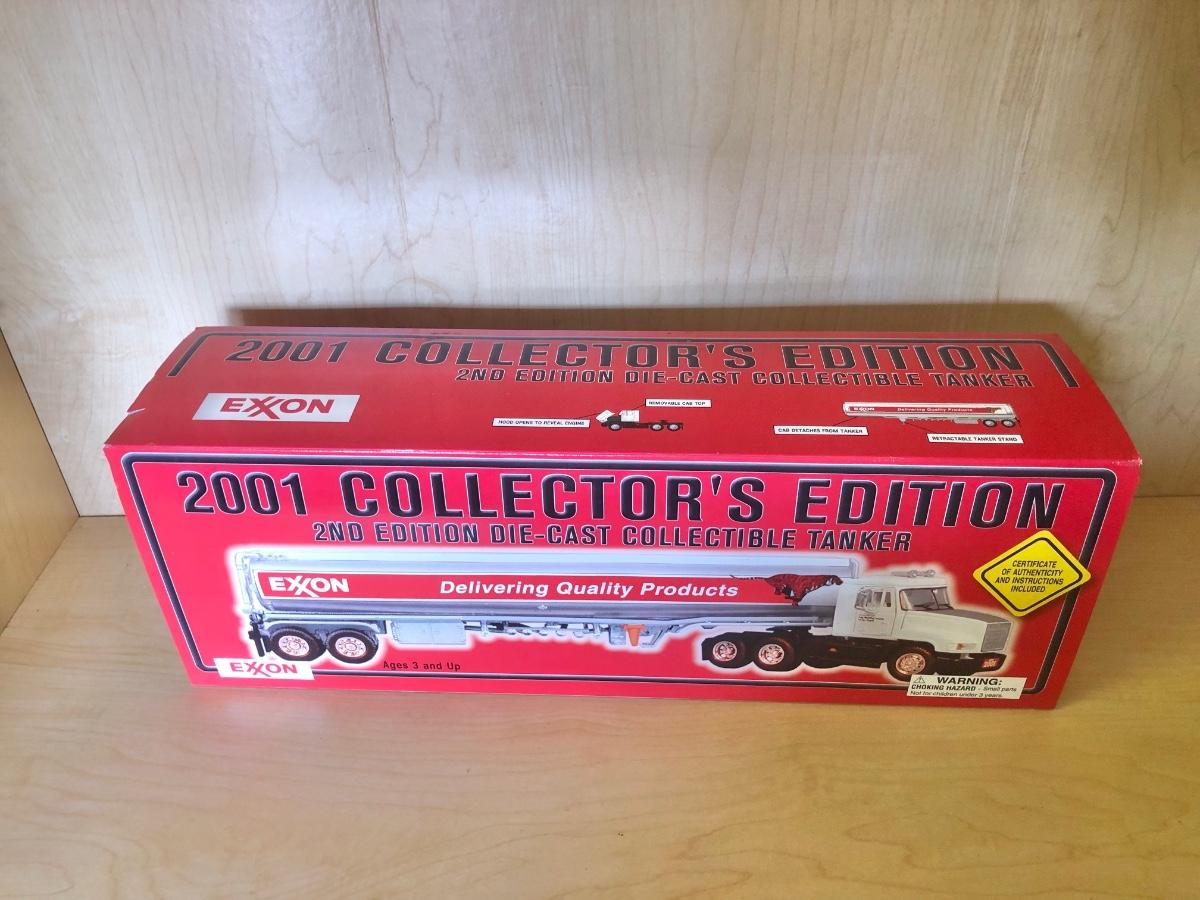 2001 COLLECTOR'S EDITION
2ND EDITION DIE-CAST COLLECTIBLE TANKER
EXXON
REMOVABLE CAB TOP
HOOD OPENS TO REVEAL ENGINE
EXXON
Delivering Quality Products
CAB DETACHES FROM TANKER
RETRACTABLE TANKER STAND
2001 COLLECTOR'S EDITION
2ND EDITION DIE-CAST COLLECTIBLE TANKER
EXXON
Delivering Quality Products
CERTIFICATE
OF AUTHENTICITY
AND INSTRUCTIONS
INCLUDED
EXXON
Ages 3 and Up
WARNING:
CHOKING HAZARD - Small parts
Not for children under 3 years.